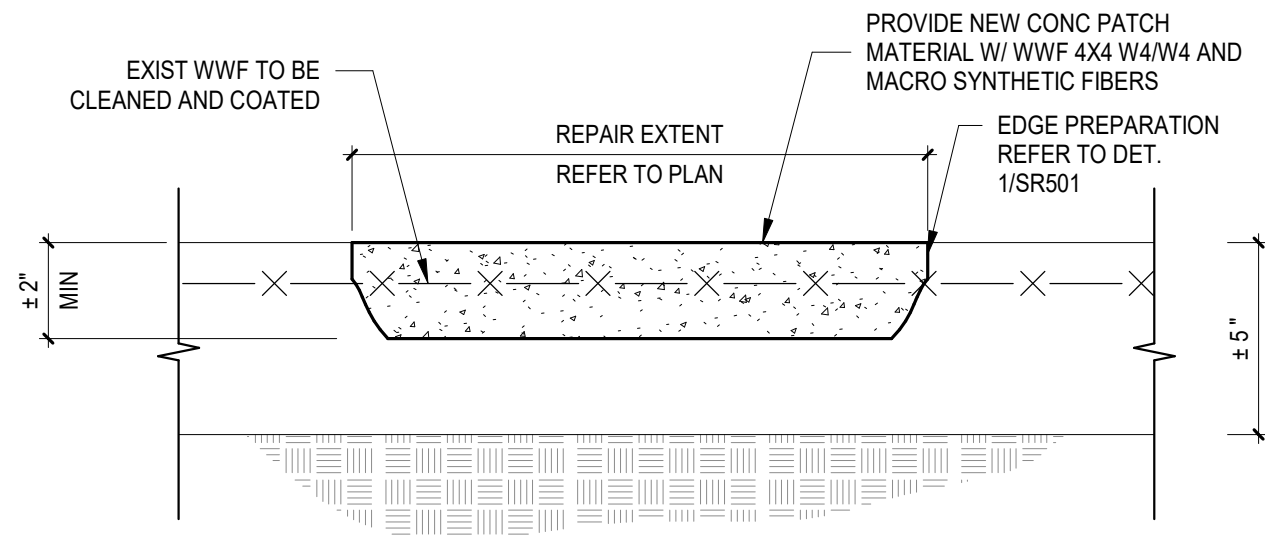 PROVIDE NEW CONC PATCH
MATERIAL W/ WWF 4X4 W4/W4 AND
MACRO SYNTHETIC FIBERS
EXIST WWF TO BE
CLEANED AND COATED
EDGE PREPARATION
REFER TO DET.
1/SR501
REPAIR EXTENT
REFER TO PLAN
± 2"
MIN
± 5 "